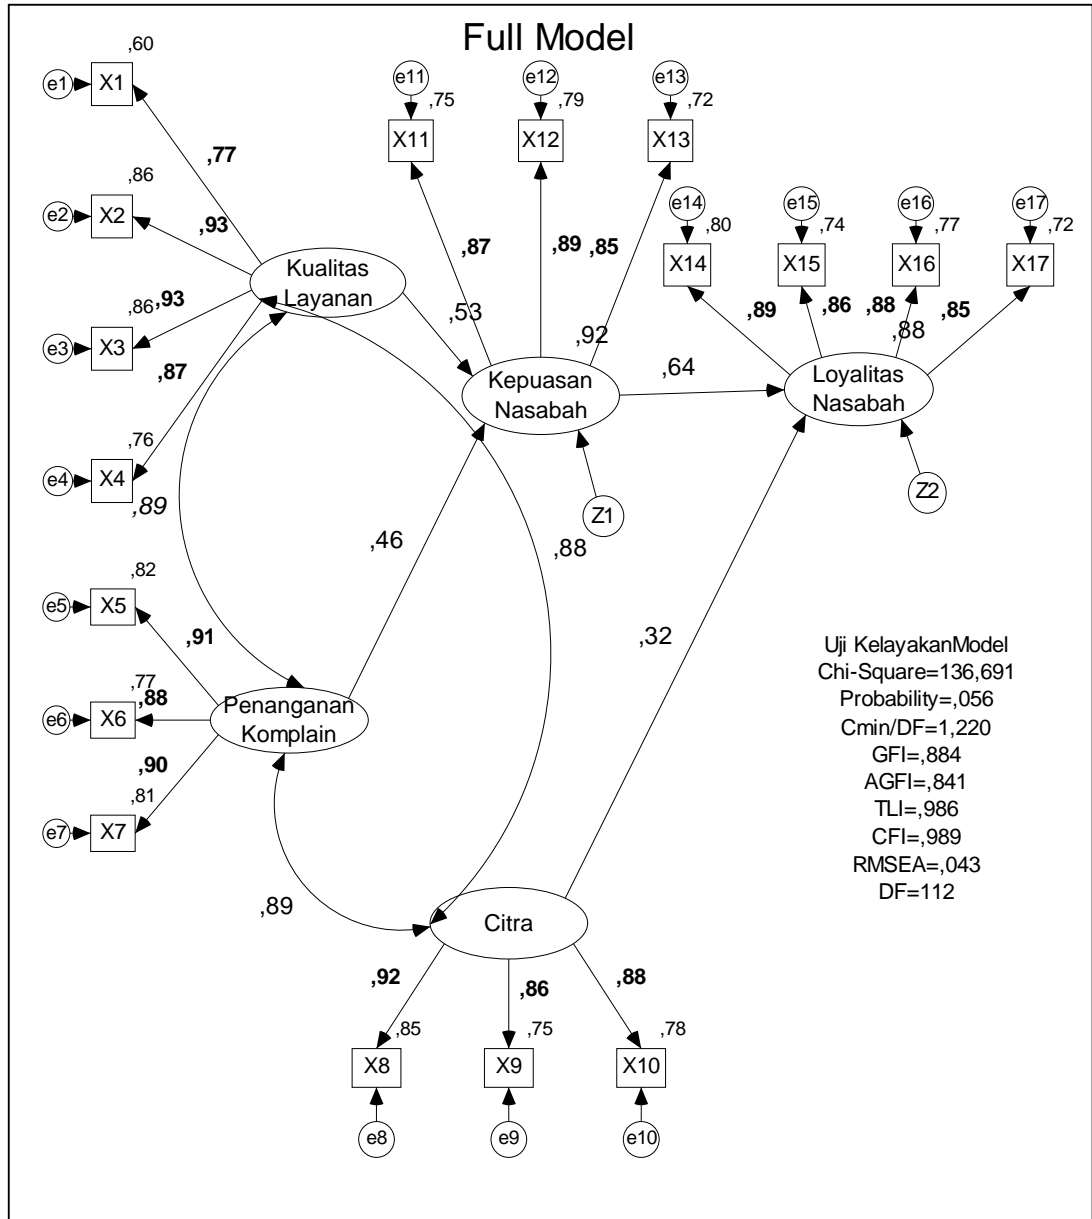 Full Model
,60
e1
X1
,77
,86
e2
X2
,93
,86
e3
X3
,93
,87
,76
e4
X4
,89
Kualitas
Layanan
e11
,75
X11
,87
e12
,79
X12
,89
e13
,72
X13
,85
e14
,80
X14
,89
e15
,74
X15
,86
e16
,77
X16
,88
e17
,72
X17
,85
,53
,92
Kepuasan
Nasabah
,64
,88
Loyalitas
Nasabah
Z1
Z2
,46
,88
,32
,82
e5
X5
,91
,77
e6
X6
,88
,90
,81
e7
X7
Penanganan
Komplain
,89
Citra
,92
,86
,88
,85
X8
e8
,75
X9
e9
,78
X10
e10
Uji KelayakanModel
Chi-Square=136,691
Probability=,056
Cmin/DF=1,220
GFI=,884
AGFI=,841
TLI=,986
CFI=,989
RMSEA=,043
DF=112